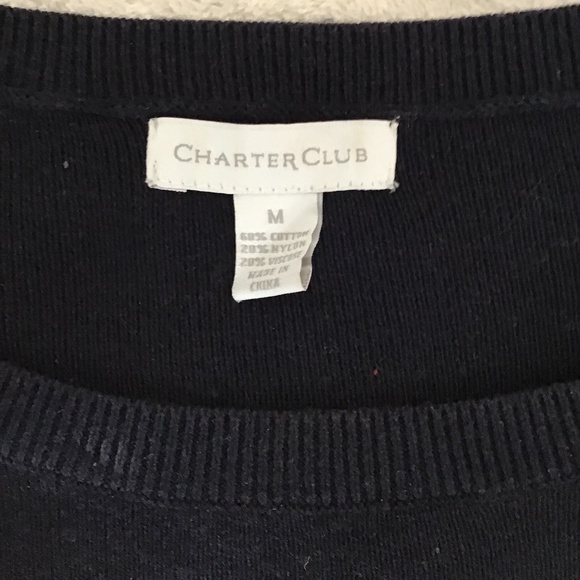 CHARTER CLUB
M
60% COTTON
20% NYLON
20% VISCOSE
MADE IN
CHINA